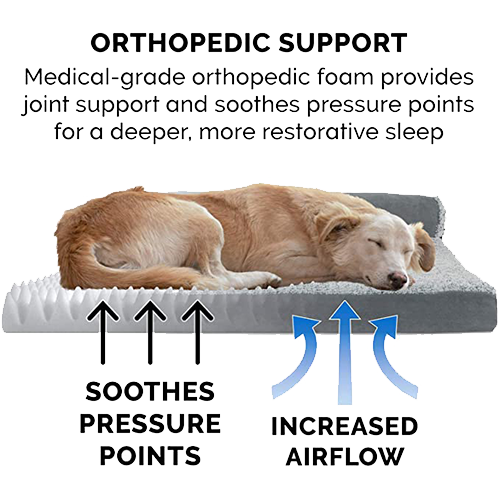 ORTHOPEDIC SUPPORT
Medical-grade orthopedic foam provides
joint support and soothes pressure points
for a deeper, more restorative sleep
SOOTHES
PRESSURE
POINTS
INCREASED
AIRFLOW